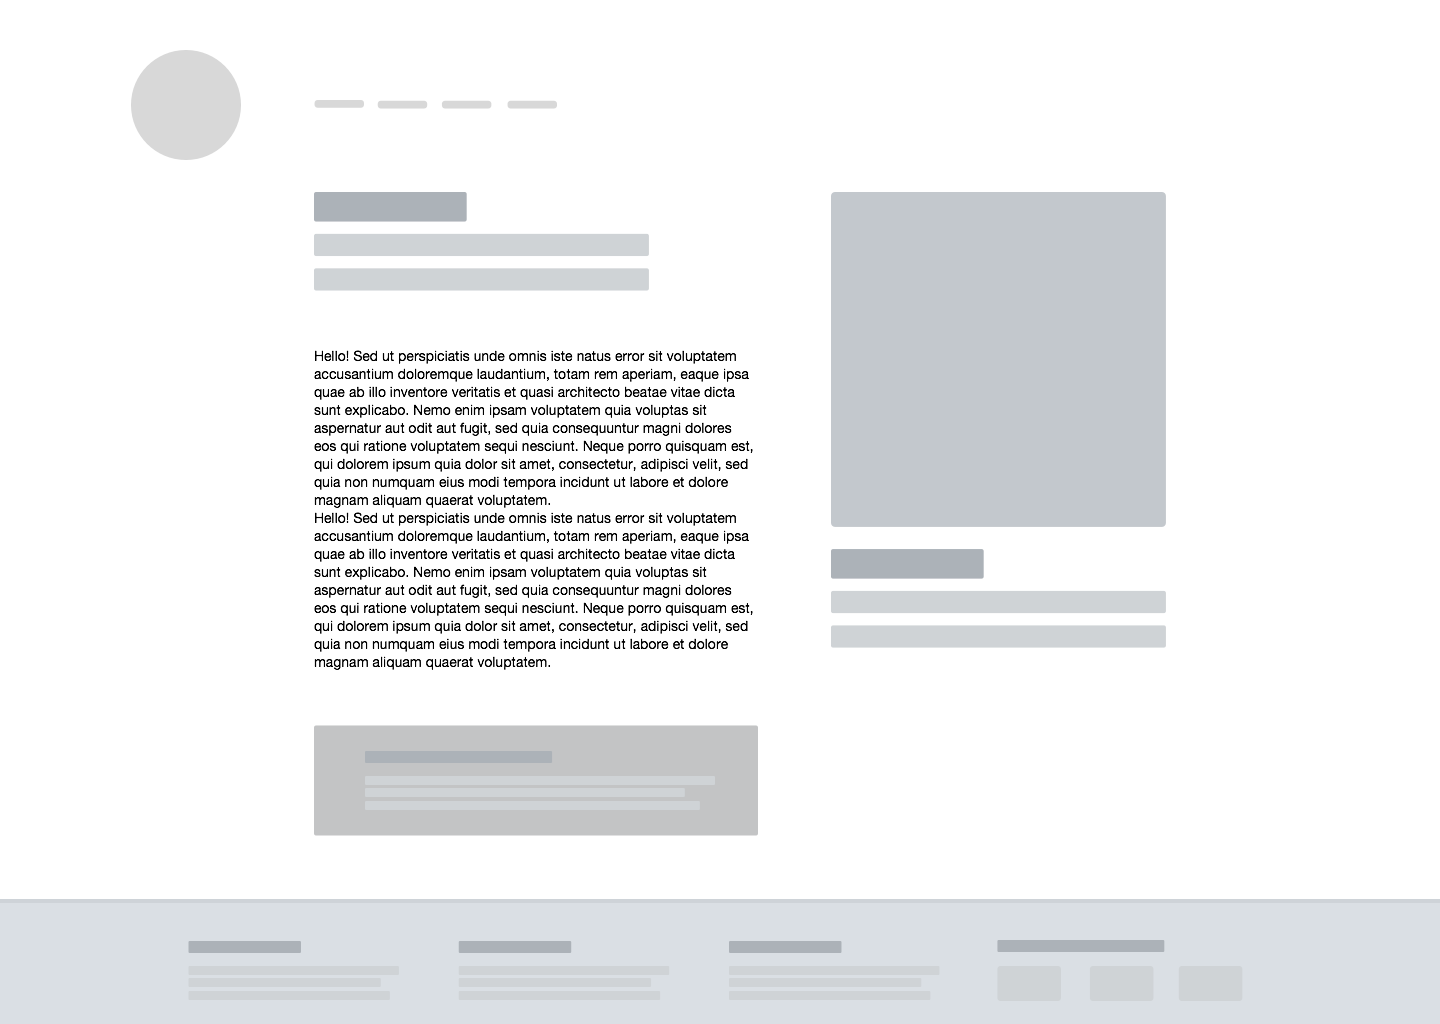 Hello! Sed ut perspiciatis unde omnis iste natus error sit voluptatem
accusantium doloremque laudantium, totam rem aperiam, eaque ipsa
quae ab illo inventore veritatis et quasi architecto beatae vitae dicta
sunt explicabo. Nemo enim ipsam voluptatem quia voluptas sit
aspernatur aut odit aut fugit, sed quia consequuntur magni dolores
eos qui ratione voluptatem sequi nesciunt. Neque porro quisquam est,
qui dolorem ipsum quia dolor sit amet, consectetur, adipisci velit, sed
quia non numquam eius modi tempora incidunt ut labore et dolore
magnam aliquam quaerat voluptatem.
Hello! Sed ut perspiciatis unde omnis iste natus error sit voluptatem
accusantium doloremque laudantium, totam rem aperiam, eaque ipsa
quae ab illo inventore veritatis et quasi architecto beatae vitae dicta
sunt explicabo. Nemo enim ipsam voluptatem quia voluptas sit
aspernatur aut odit aut fugit, sed quia consequuntur magni dolores
eos qui ratione voluptatem sequi nesciunt. Neque porro quisquam est,
qui dolorem ipsum quia dolor sit amet, consectetur, adipisci velit, sed
quia non numquam eius modi tempora incidunt ut labore et dolore
magnam aliquam quaerat voluptatem.